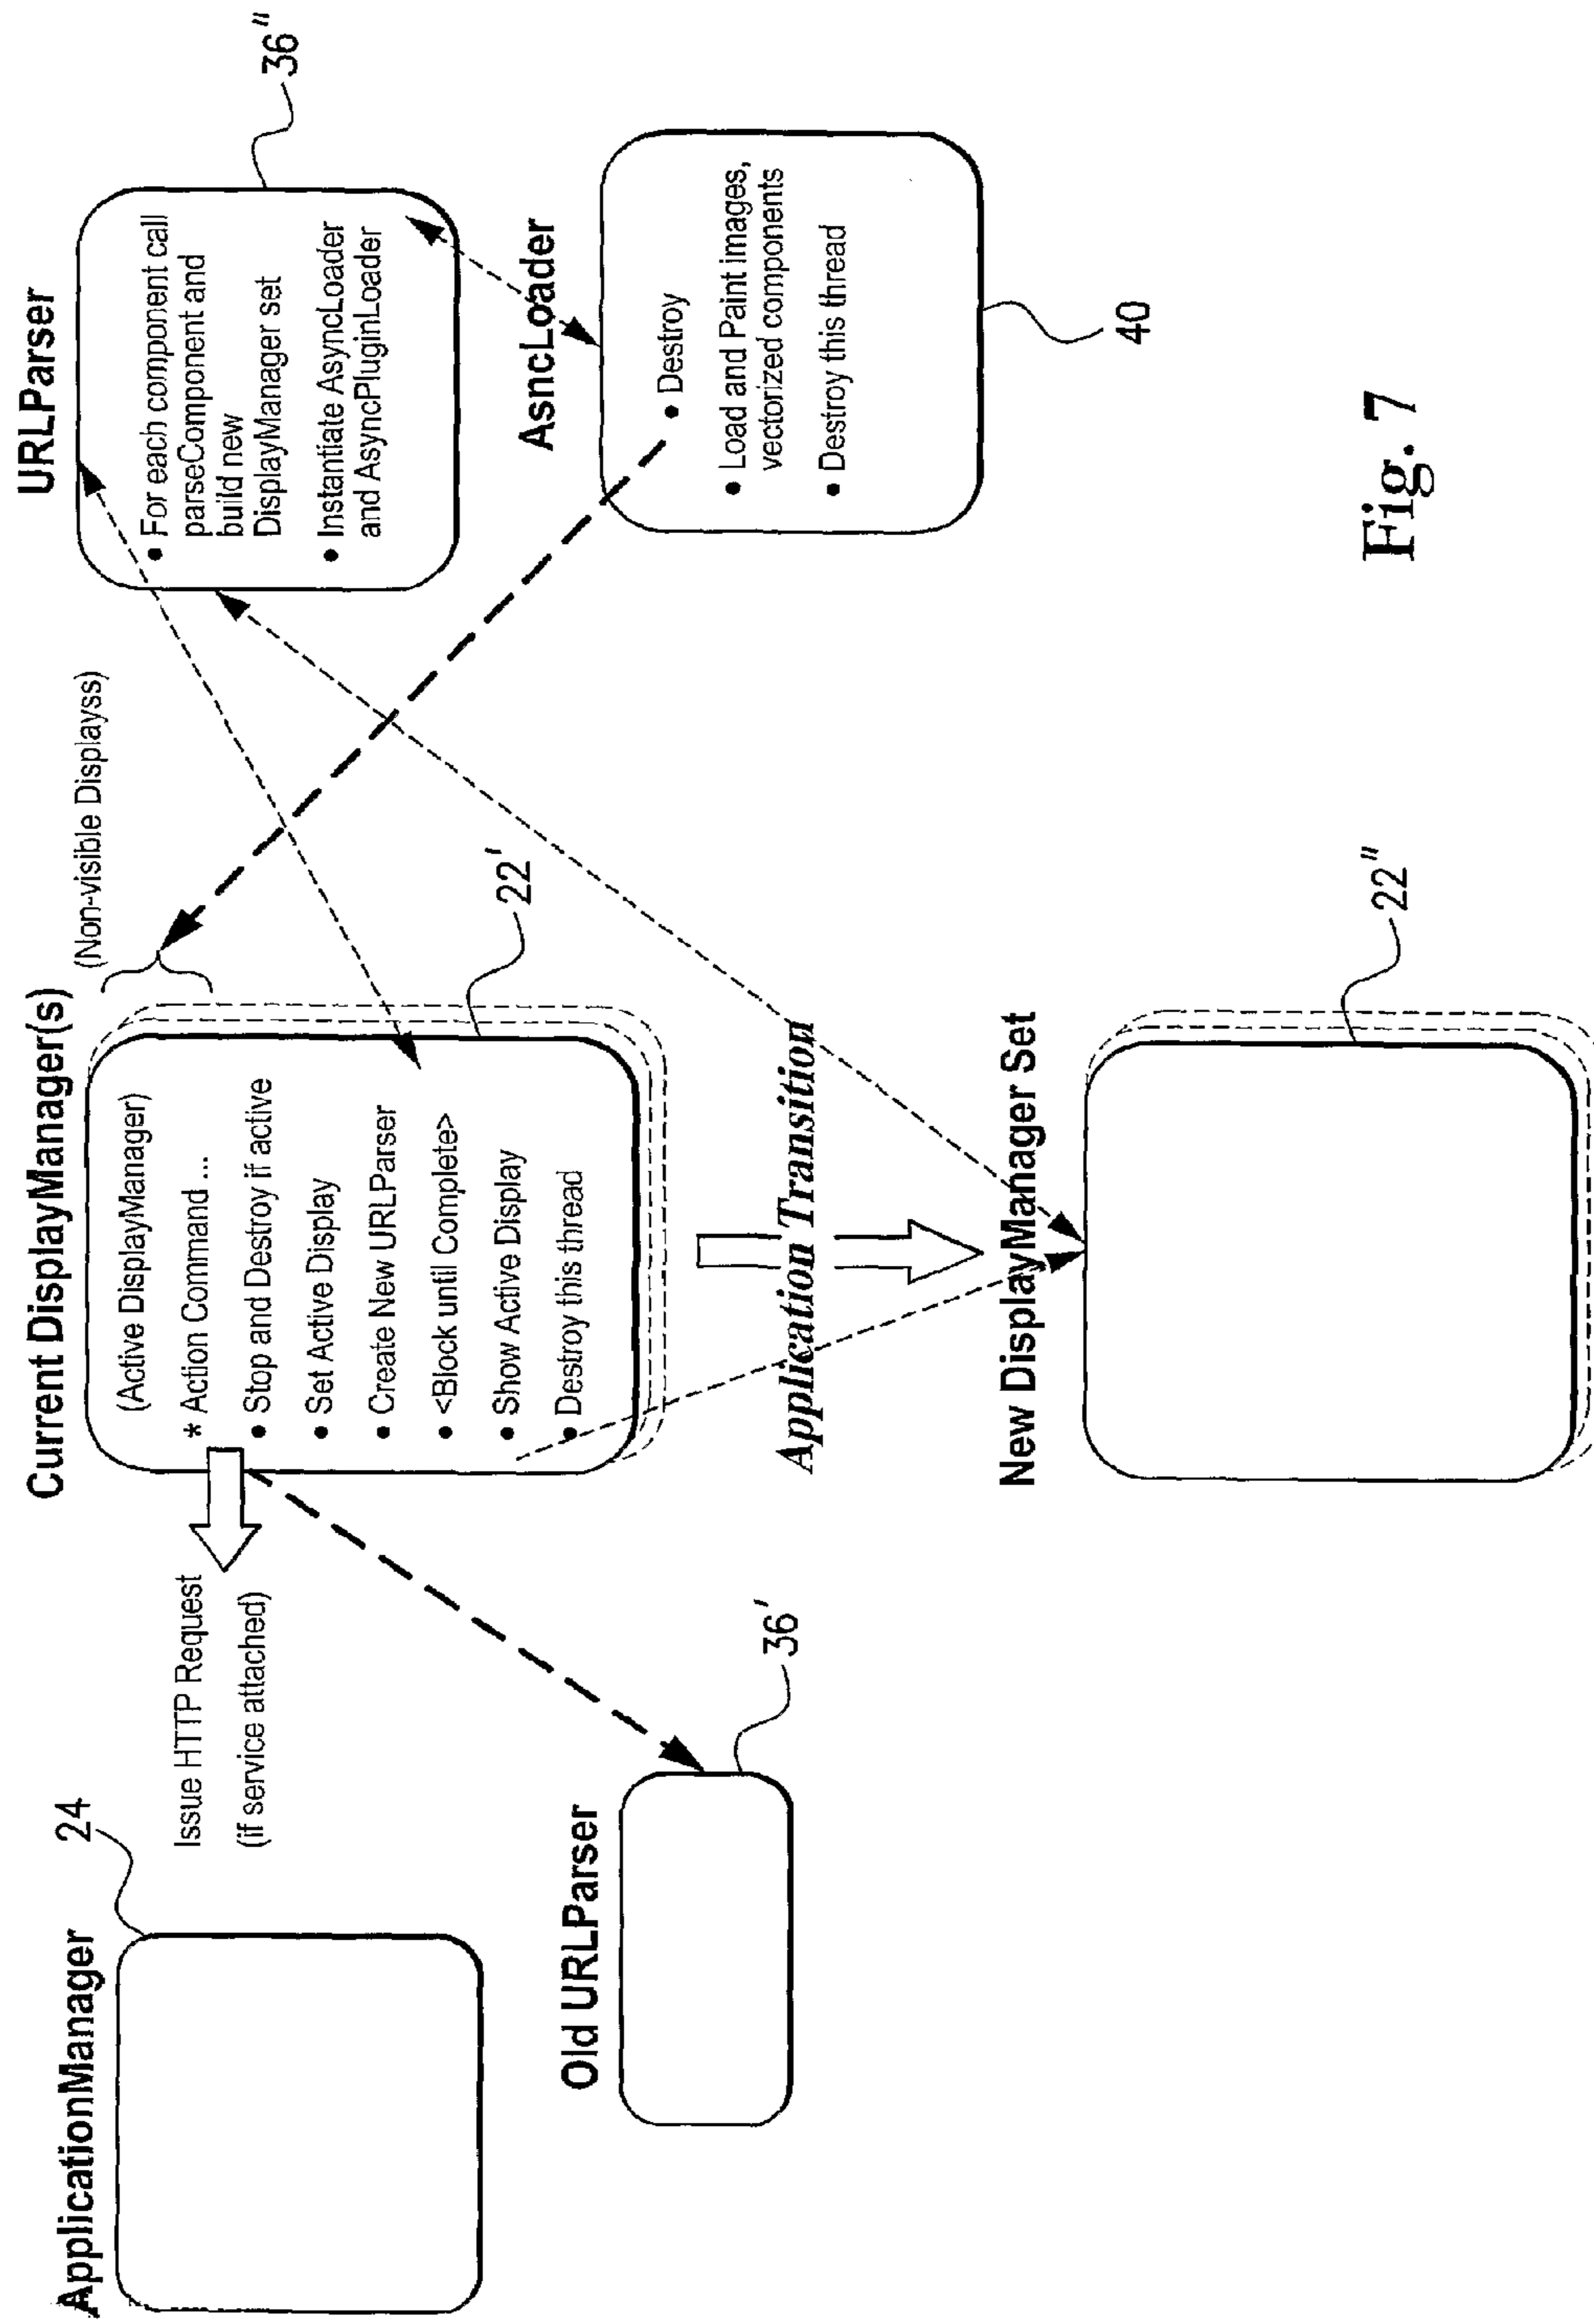 ApplicationManager
24
Issue HTTP Request
(if service attached)
Old URLParser
36'
Current DisplayManager(s)
(Active DisplayManager)
* Action Command ...
• Stop and Destroy if active
• Set Active Display
• Create New URLParser
• <Block until Complete>
• Show Active Display
• Destroy this thread
(Non-visible Displayss)
22'
Application Transition
New DisplayManager Set
22"
URLParser
• For each component call
parseComponent and
build new
DisplayManager set
• Instantiate AsyncLoader
and AsyncPluginLoader
36"
AsncLoader
• Destroy
• Load and Paint images,
vectorized components
• Destroy this thread
40
Fig. 7